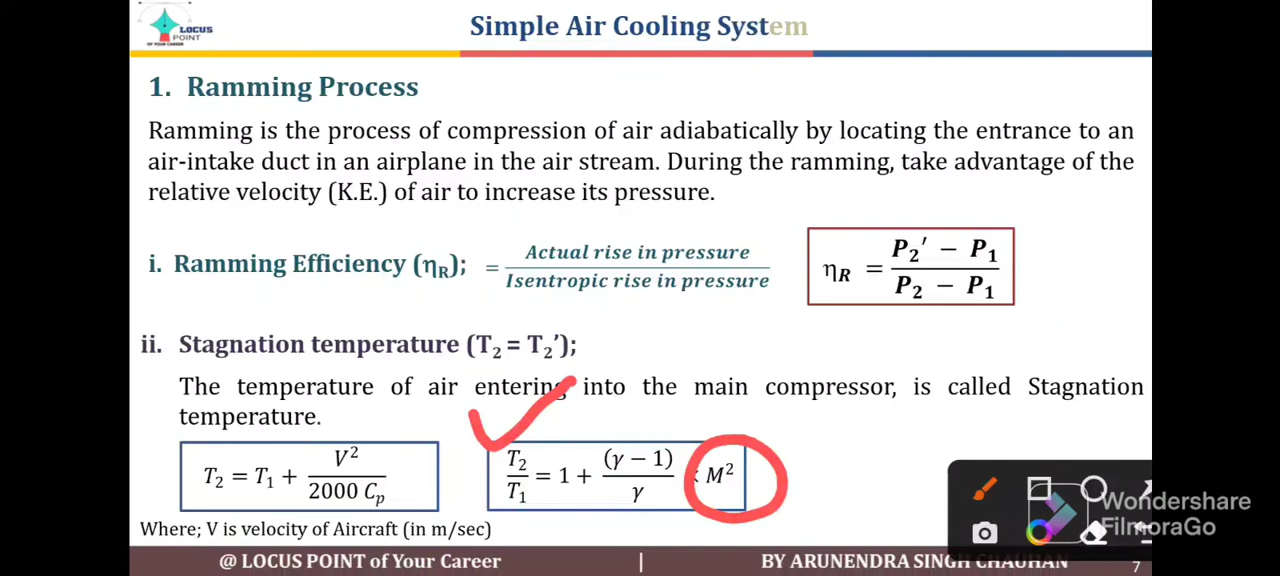 LOCUS
POINT
OF YOUR CAREER
Simple Air Cooling System
1. Ramming Process
Ramming is the process of compression of air adiabatically by locating the entrance to an
air-intake duct in an airplane in the air stream. During the ramming, take advantage of the
relative velocity (K.E.) of air to increase its pressure.
i. Ramming Efficiency (ηR); = Actual rise in pressure / Isentropic rise in pressure
ηR = P₂′ − P₁ / P₂ − P₁
ii. Stagnation temperature (T₂ = T₂’);
The temperature of air entering into the main compressor, is called Stagnation
temperature.
T₂ = T₁ + V² / 2000 Cₚ
T₂ / T₁ = 1 + (γ − 1) / γ × M²
Where; V is velocity of Aircraft (in m/sec)
Wondershare
FilmoraGo
@ LOCUS POINT of Your Career | BY ARUNENDRA SINGH CHAUHAN 7